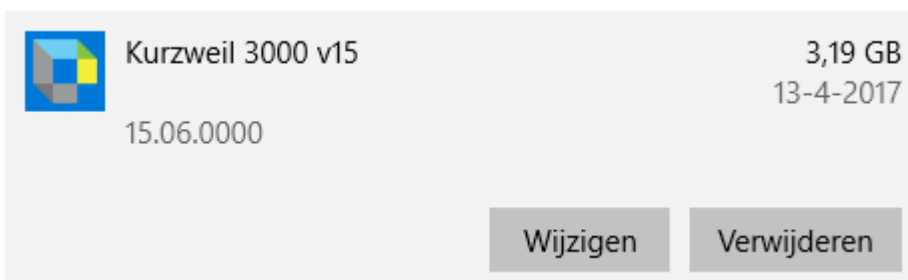 Kurzweil 3000 v15 3,19 GB
13-4-2017
15.06.0000
Wijzigen Verwijderen